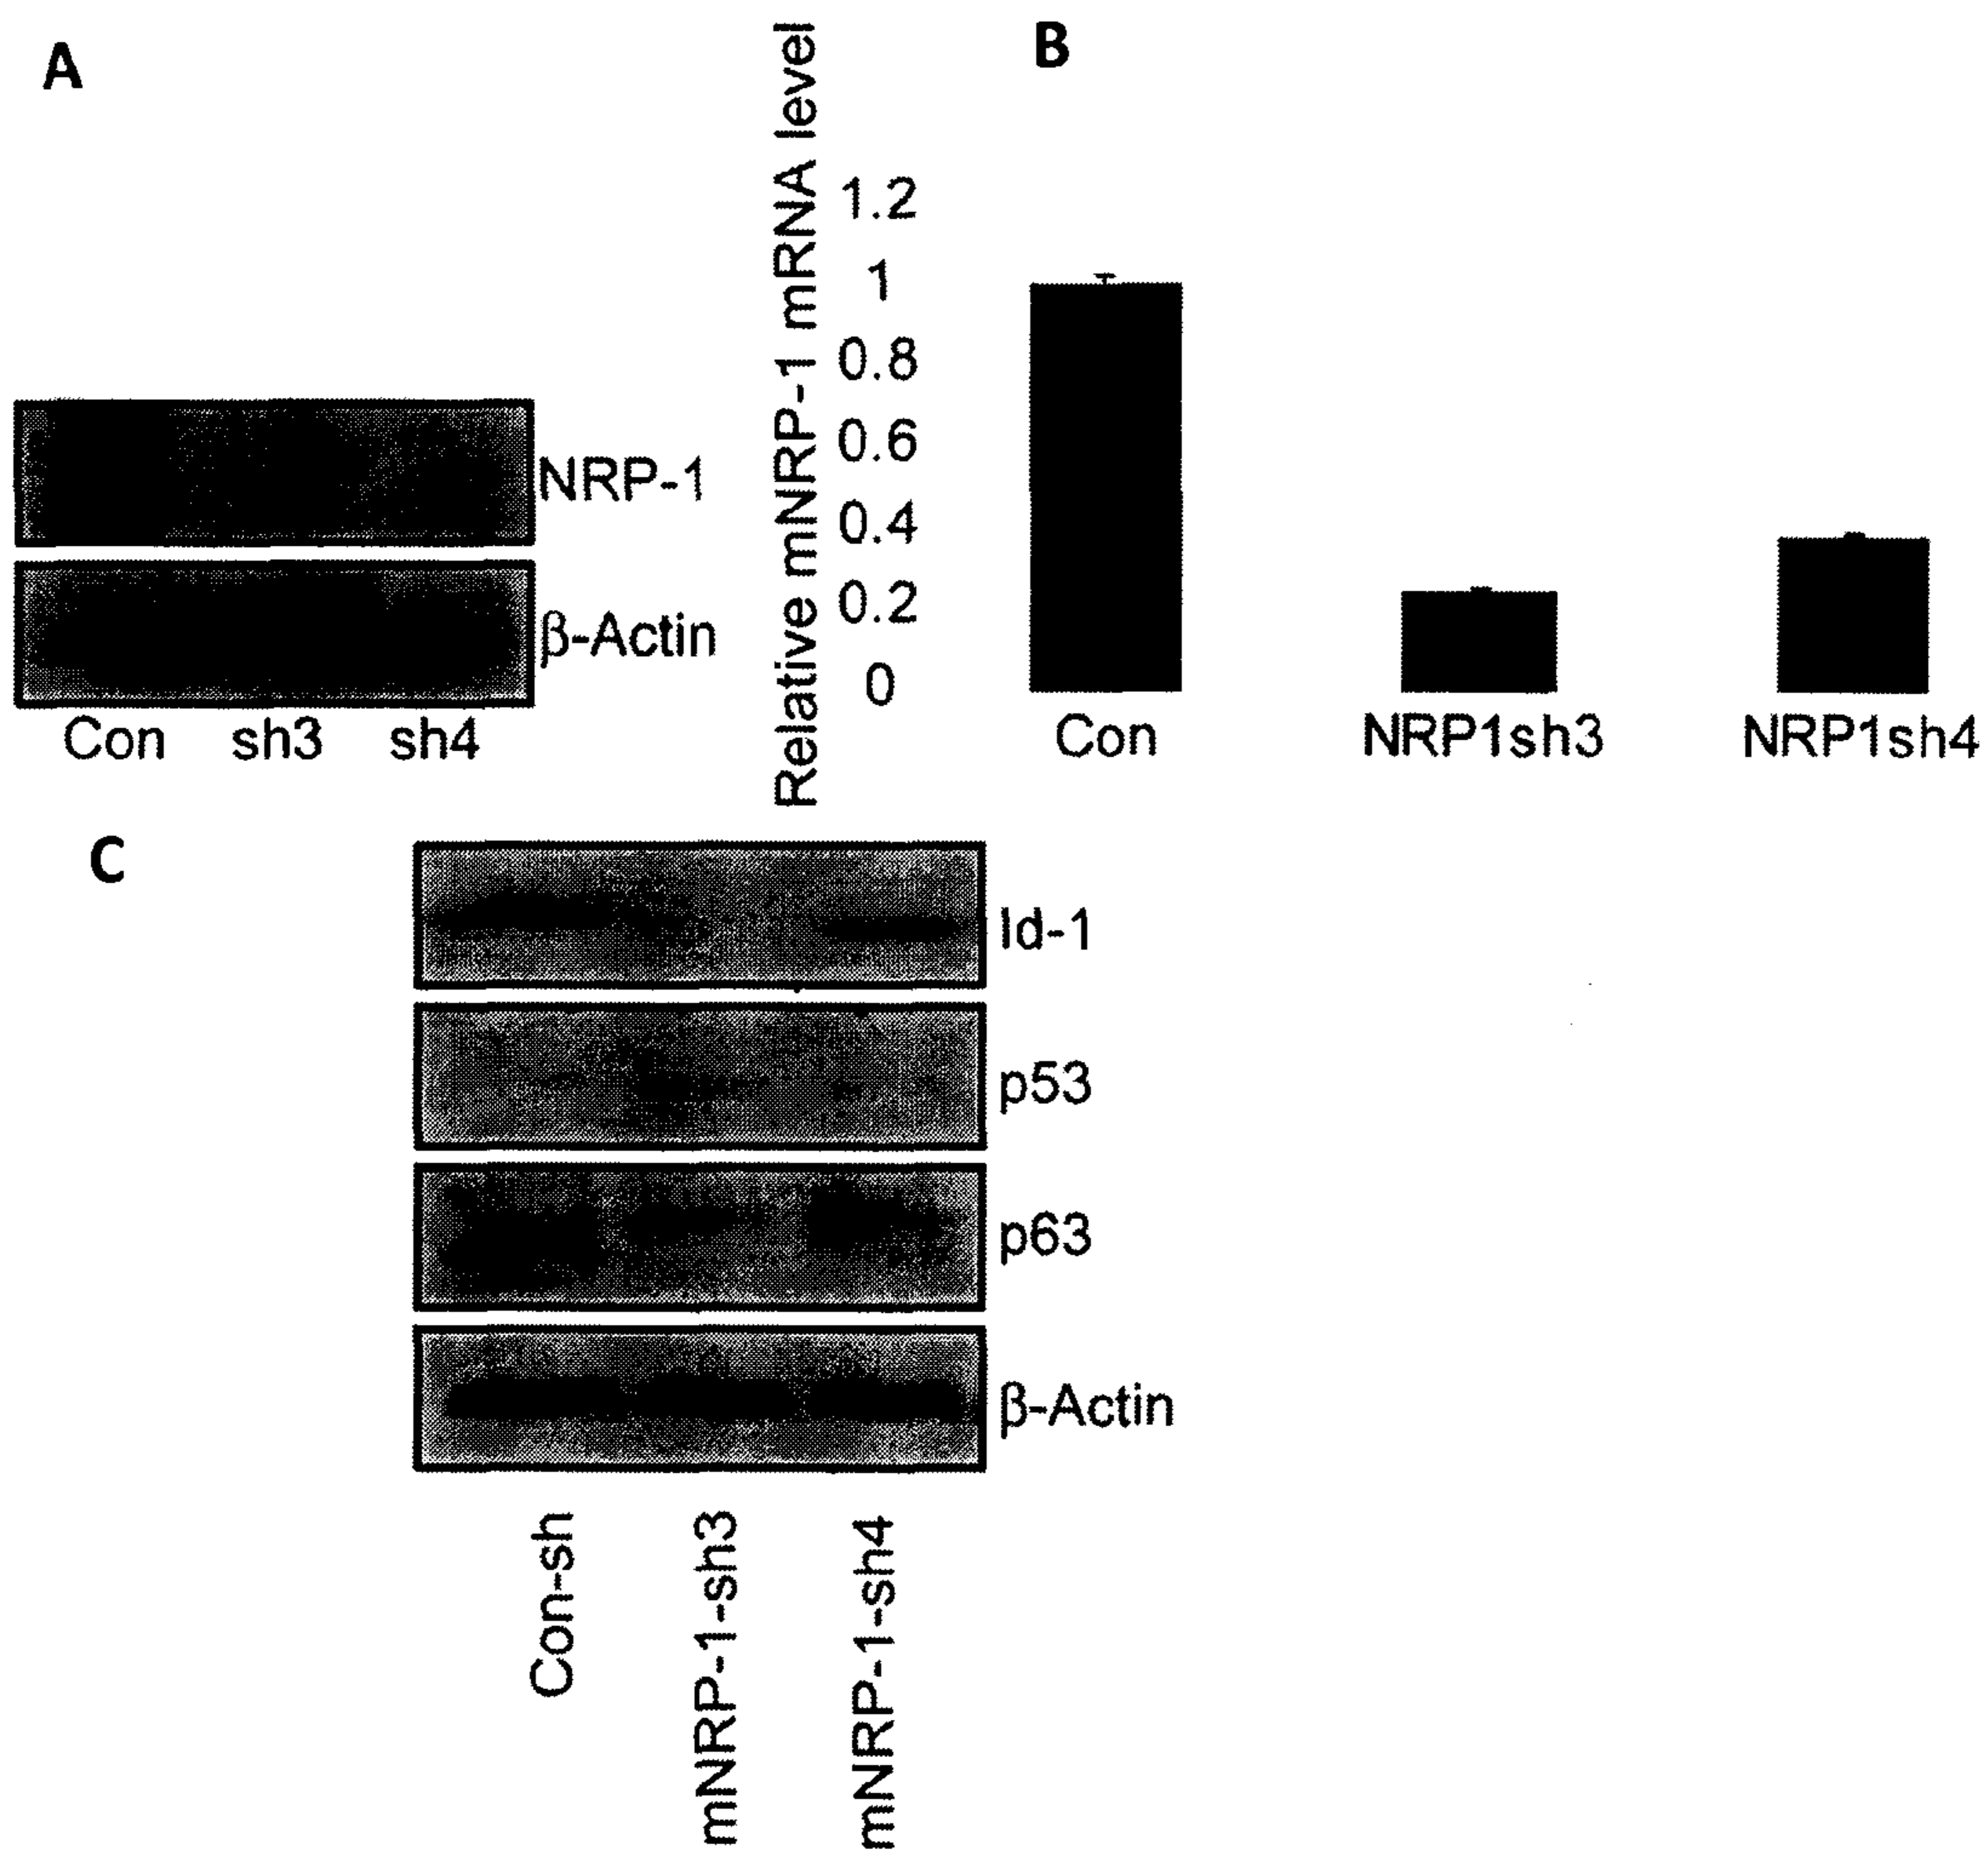 A
NRP-1
β-Actin
Con sh3 sh4
B
Relative mNRP-1 mRNA level
1.2
1
0.8
0.6
0.4
0.2
0
Con NRP1sh3 NRP1sh4
C
Id-1
p53
p63
β-Actin
Con-sh
mNRP-1-sh3
mNRP-1-sh4